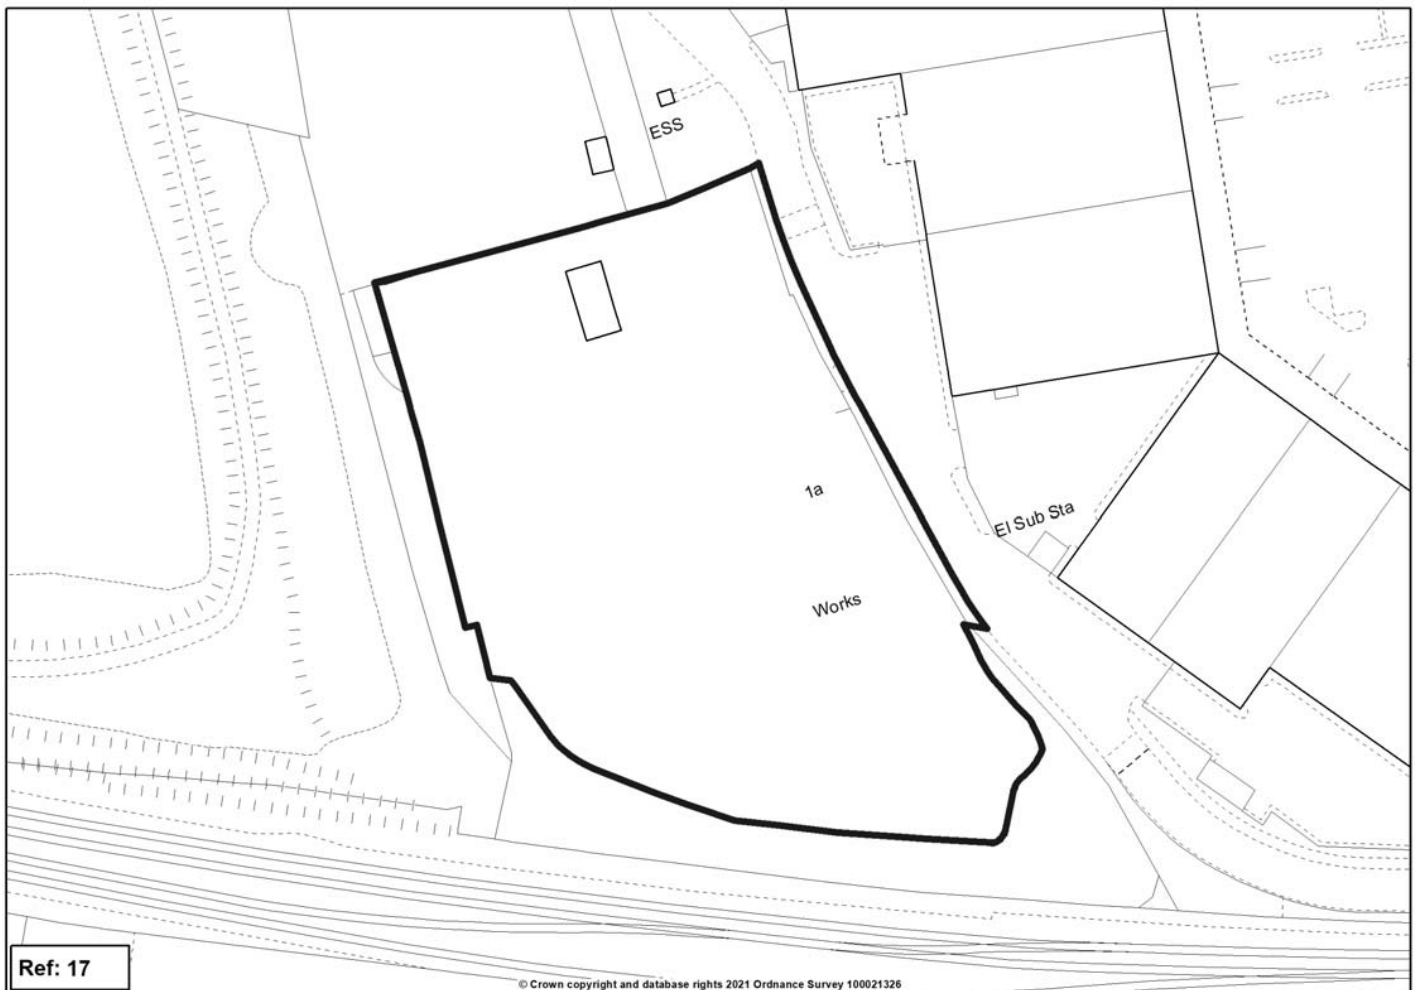 ESS
1a
El Sub Sta
Works
Ref: 17
© Crown copyright and database rights 2021 Ordnance Survey 100021326